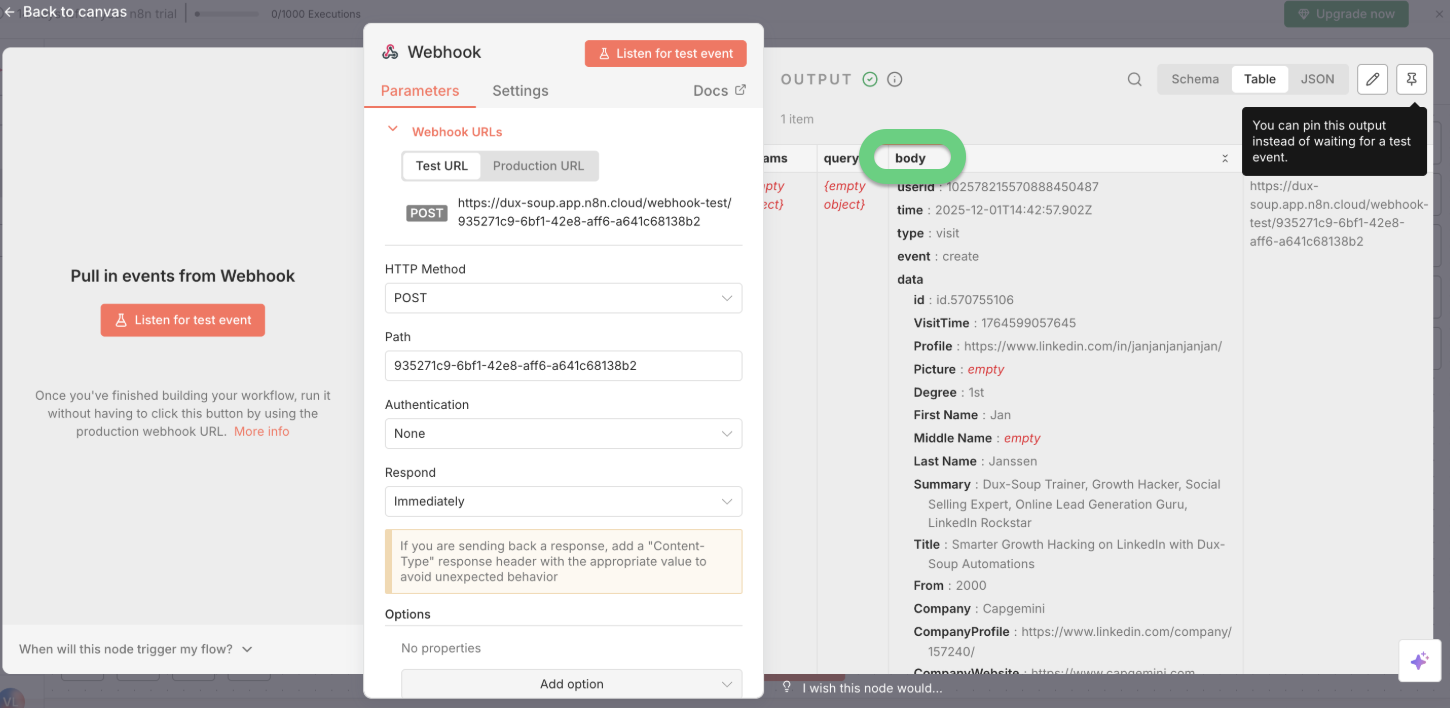 Back to canvas
n8n trial
0/1000 Executions
Upgrade now
Webhook
Listen for test event
Parameters
Settings
Docs
Webhook URLs
Test URL
Production URL
POST
https://dux-soup.app.n8n.cloud/webhook-test/
935271c9-6bf1-42e8-aff6-a641c68138b2
HTTP Method
POST
Path
935271c9-6bf1-42e8-aff6-a641c68138b2
Authentication
None
Respond
Immediately
If you are sending back a response, add a "Content-
Type" response header with the appropriate value to
avoid unexpected behavior
Options
No properties
Add option
Pull in events from Webhook
Listen for test event
Once you've finished building your workflow, run it
without having to click this button by using the
production webhook URL. More info
When will this node trigger my flow?
VL
OUTPUT
Schema
Table
JSON
1 item
You can pin this output
instead of waiting for a test
event.
ams
query
body
pty
ect}
{empty
object}
userid : 102578215570888450487
time : 2025-12-01T14:42:57.902Z
type : visit
event : create
data
id : id.570755106
VisitTime : 1764599057645
Profile : https://www.linkedin.com/in/janjanjanjanjan/
Picture : empty
Degree : 1st
First Name : Jan
Middle Name : empty
Last Name : Janssen
Summary : Dux-Soup Trainer, Growth Hacker, Social
Selling Expert, Online Lead Generation Guru,
LinkedIn Rockstar
Title : Smarter Growth Hacking on LinkedIn with Dux-
Soup Automations
From : 2000
Company : Capgemini
CompanyProfile : https://www.linkedin.com/company/
157240/
CompanyWebsite : https://www.capgemini.com
https://dux-
soup.app.n8n.cloud/webhook-
test/935271c9-6bf1-42e8-
aff6-a641c68138b2
I wish this node would...